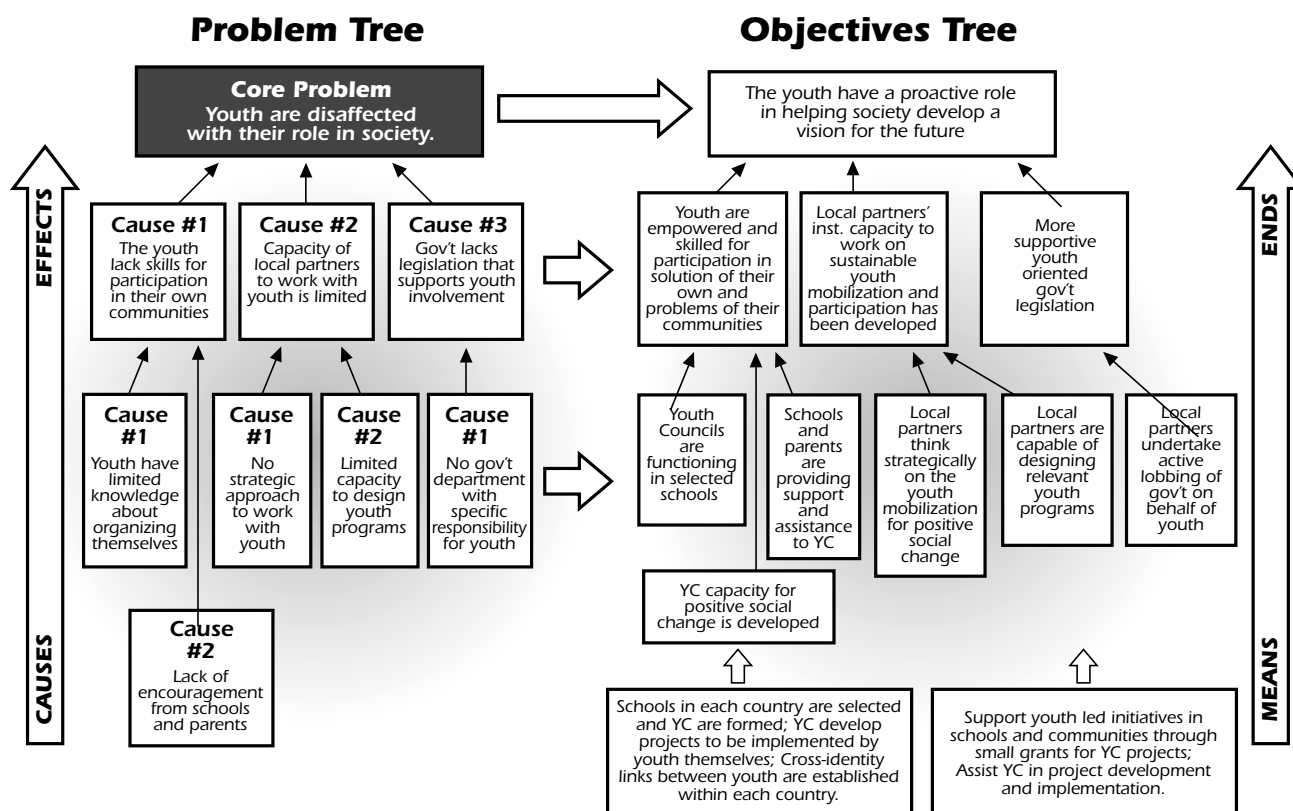 Problem Tree
Objectives Tree
Core Problem
Youth are disaffected
with their role in society.
The youth have a proactive role
in helping society develop a
vision for the future
EFFECTS
CAUSES
ENDS
MEANS
Cause #1
The youth
lack skills for
participation
in their own
communities
Cause #2
Capacity of
local partners
to work with
youth is limited
Cause #3
Gov't lacks
legislation that
supports youth
involvement
Youth are
empowered and
skilled for
participation in
solution of their
own and
problems of their
communities
Local partners'
inst. capacity to
work on
sustainable
youth
mobilization and
participation has
been developed
More
supportive
youth
oriented
gov't
legislation
Cause
#1
Youth have
limited
knowledge
about
organizing
themselves
Cause
#1
No
strategic
approach
to work
with
youth
Cause
#2
Limited
capacity
to design
youth
programs
Cause
#1
No gov't
department
with
specific
responsibility
for youth
Youth
Councils
are
functioning
in selected
schools
Schools
and
parents
are
providing
support
and
assistance
to YC
Local
partners
think
strategically
on the
youth
mobilization
for positive
social
change
Local
partners are
capable of
designing
relevant
youth
programs
Local
partners
undertake
active
lobbing of
gov't on
behalf of
youth
Cause
#2
Lack of
encouragement
from schools
and parents
YC capacity for
positive social
change is developed
Schools in each country are selected
and YC are formed; YC develop
projects to be implemented by
youth themselves; Cross-identity
links between youth are established
within each country.
Support youth led initiatives in
schools and communities through
small grants for YC projects;
Assist YC in project development
and implementation.